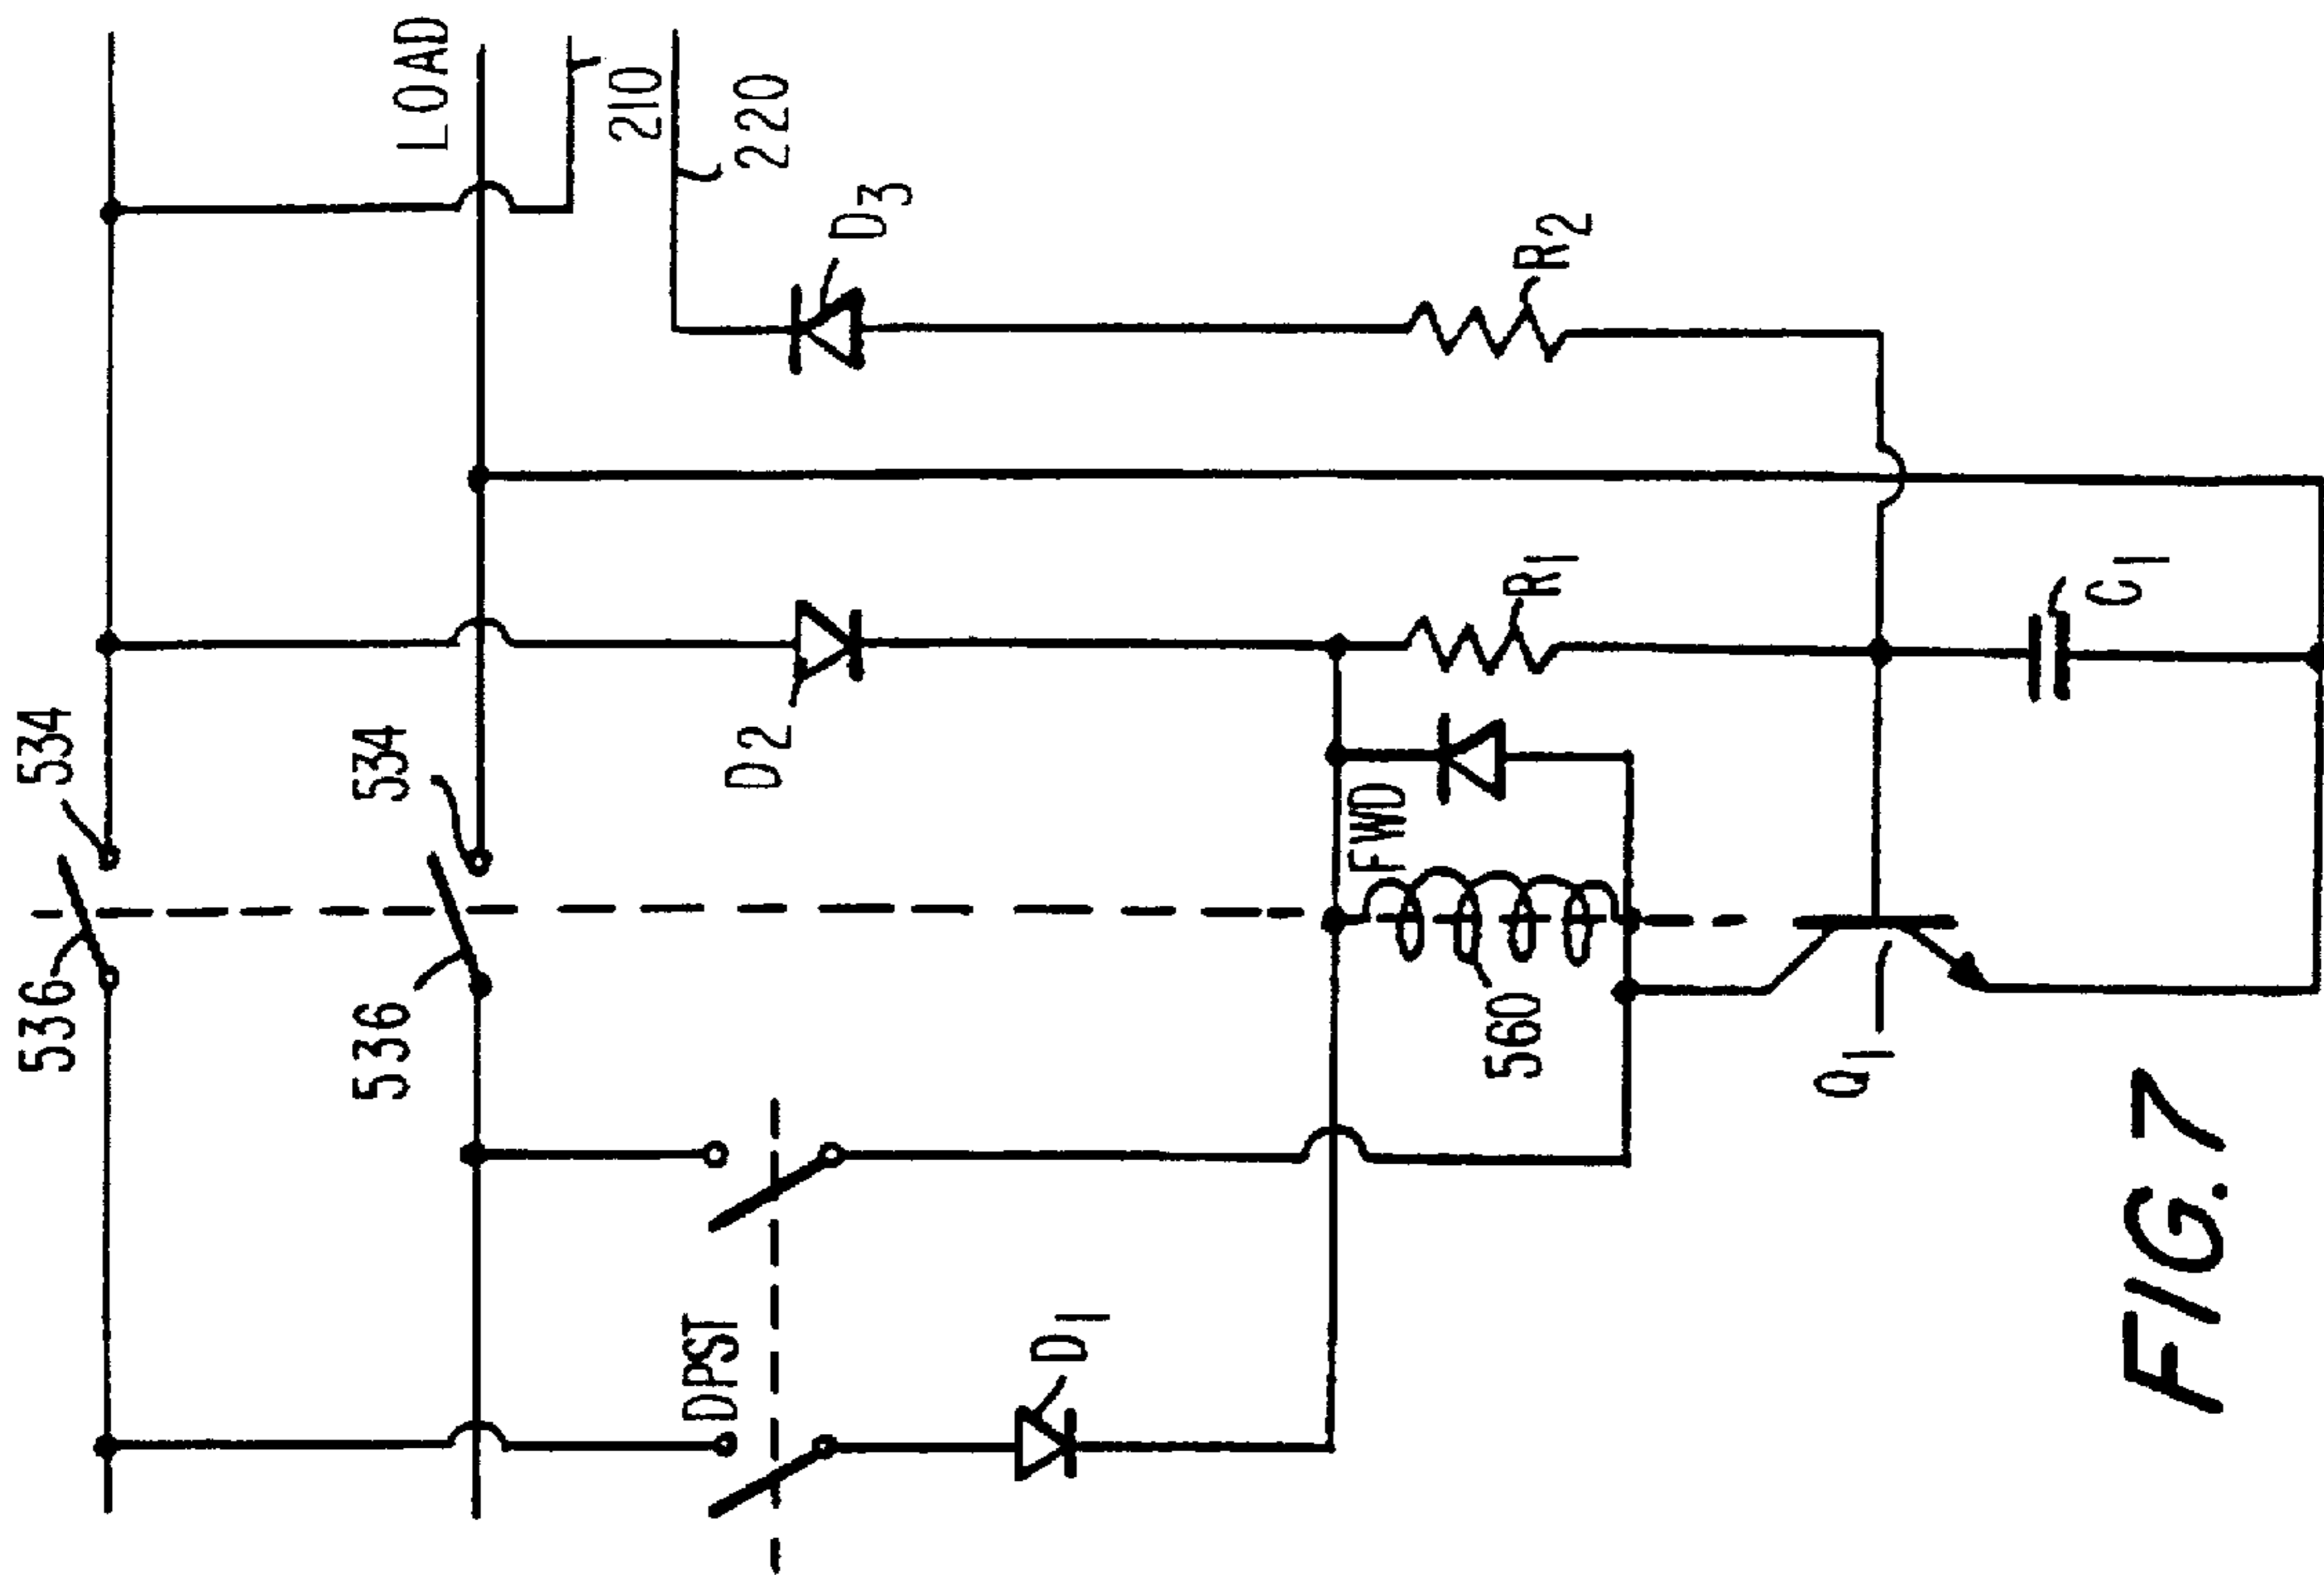 534
536
LOAD
534
536
210
220
DPST
D2
D3
D1
FWD
R1
R2
560
Q1
C1
FIG. 7